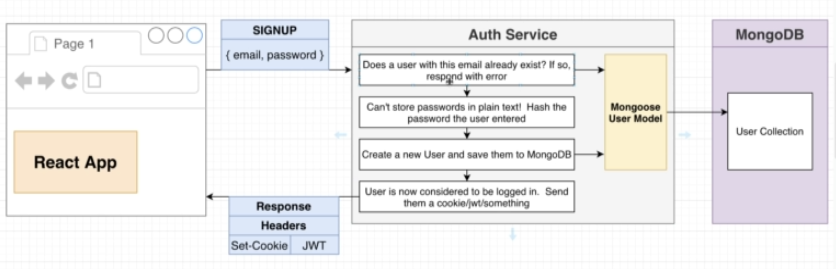 Page 1
React App
SIGNUP
{ email, password }
Response
Headers
Set-Cookie
JWT
Auth Service
Does a user with this email already exist? If so,
respond with error
Can't store passwords in plain text! Hash the
password the user entered
Create a new User and save them to MongoDB
User is now considered to be logged in. Send
them a cookie/jwt/something
Mongoose
User Model
MongoDB
User Collection